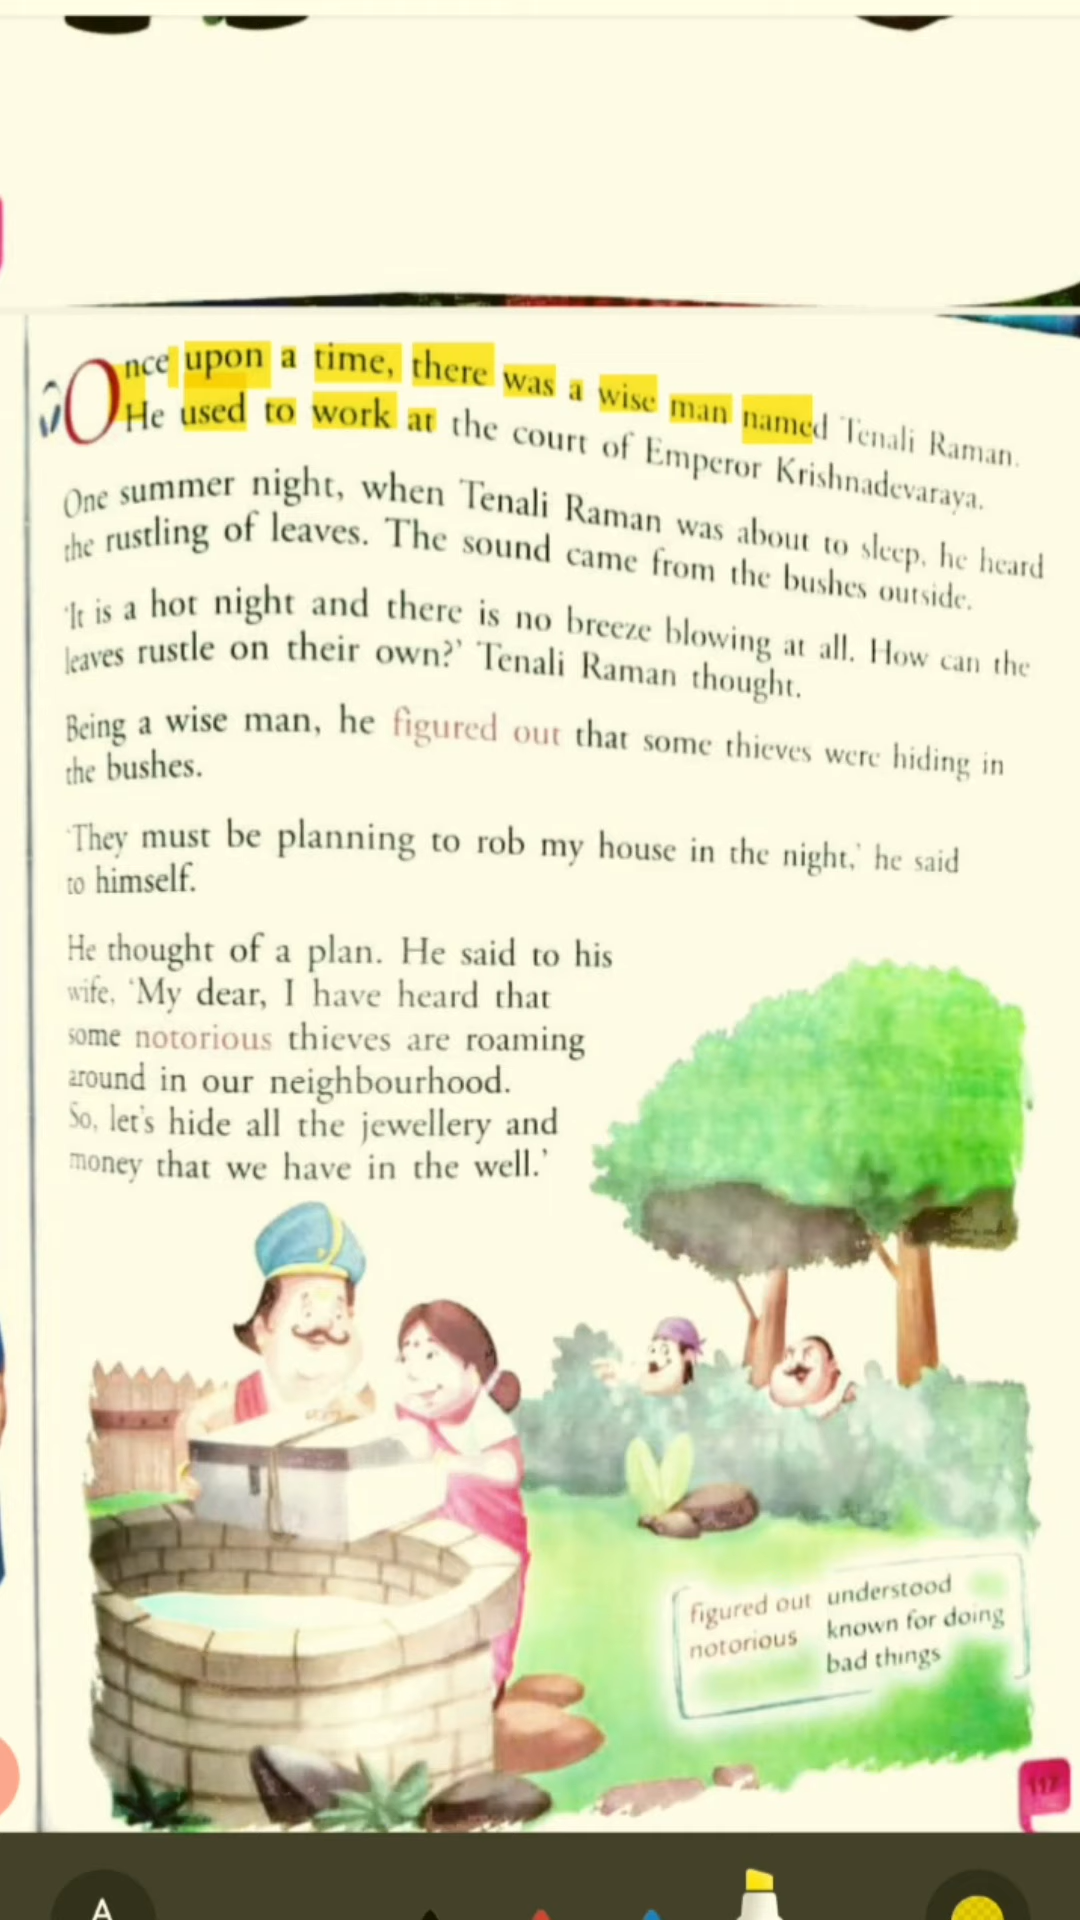 Once upon a time, there was a wise man named Tenali Raman.
He used to work at the court of Emperor Krishnadevaraya.
One summer night, when Tenali Raman was about to sleep, he heard
the rustling of leaves. The sound came from the bushes outside.
'It is a hot night and there is no breeze blowing at all. How can the
leaves rustle on their own?' Tenali Raman thought.
Being a wise man, he figured out that some thieves were hiding in
the bushes.
'They must be planning to rob my house in the night,' he said
to himself.
He thought of a plan. He said to his
wife, 'My dear, I have heard that
some notorious thieves are roaming
around in our neighbourhood.
So, let's hide all the jewellery and
money that we have in the well.'
figured out understood
notorious known for doing
bad things
117
A